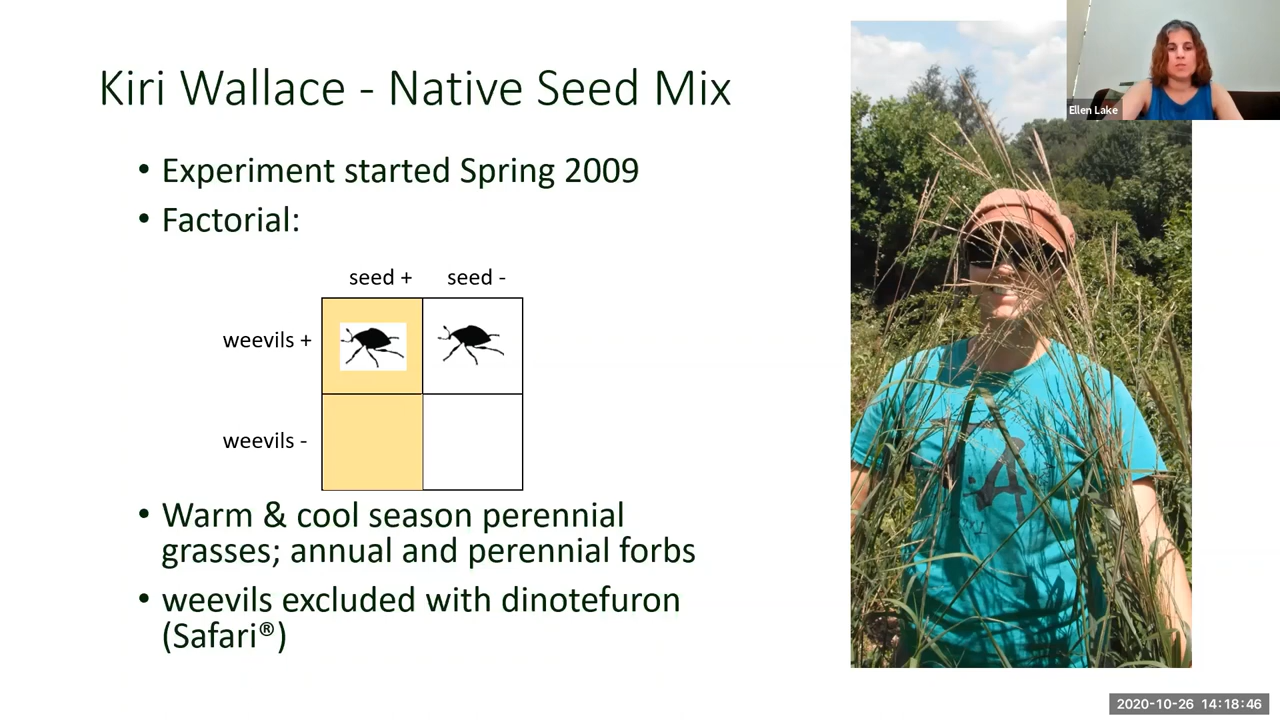 Kiri Wallace - Native Seed Mix
Ellen Lake
• Experiment started Spring 2009
• Factorial:
seed + seed -
weevils +
weevils -
• Warm & cool season perennial
grasses; annual and perennial forbs
• weevils excluded with dinotefuron
(Safari®)
2020-10-26 14:18:46